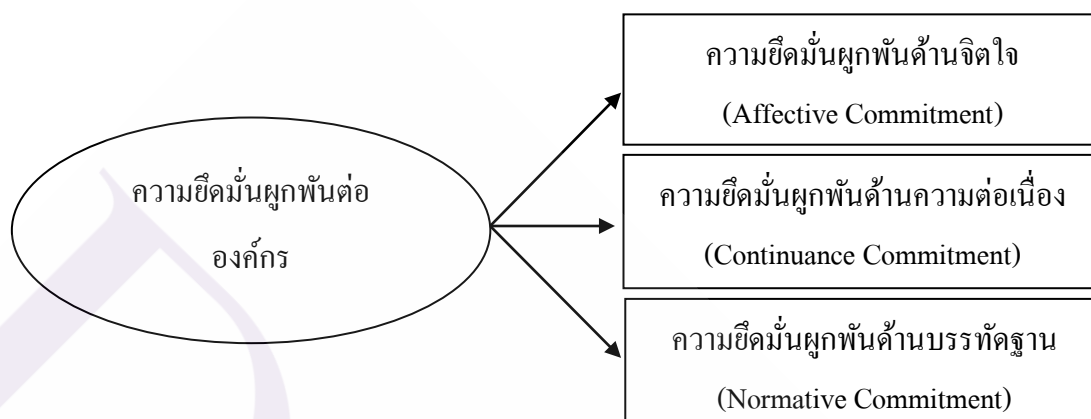 ความยึดมั่นผูกพันต่อ
องค์กร
ความยึดมั่นผูกพันด้านจิตใจ
(Affective Commitment)
ความยึดมั่นผูกพันด้านความต่อเนื่อง
(Continuance Commitment)
ความยึดมั่นผูกพันด้านบรรทัดฐาน
(Normative Commitment)